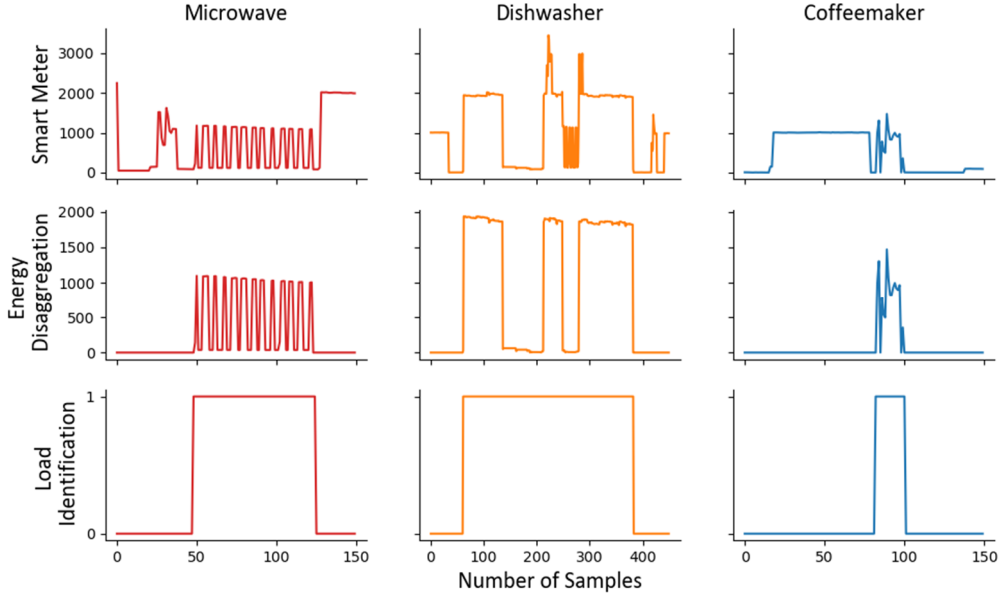 Microwave
Dishwasher
Coffeemaker
Smart Meter
3000
2000
1000
0
Energy
Disaggregation
2000
1500
1000
500
0
Load
Identification
1
0
0 50 100 150
0 100 200 300 400
0 50 100 150
Number of Samples